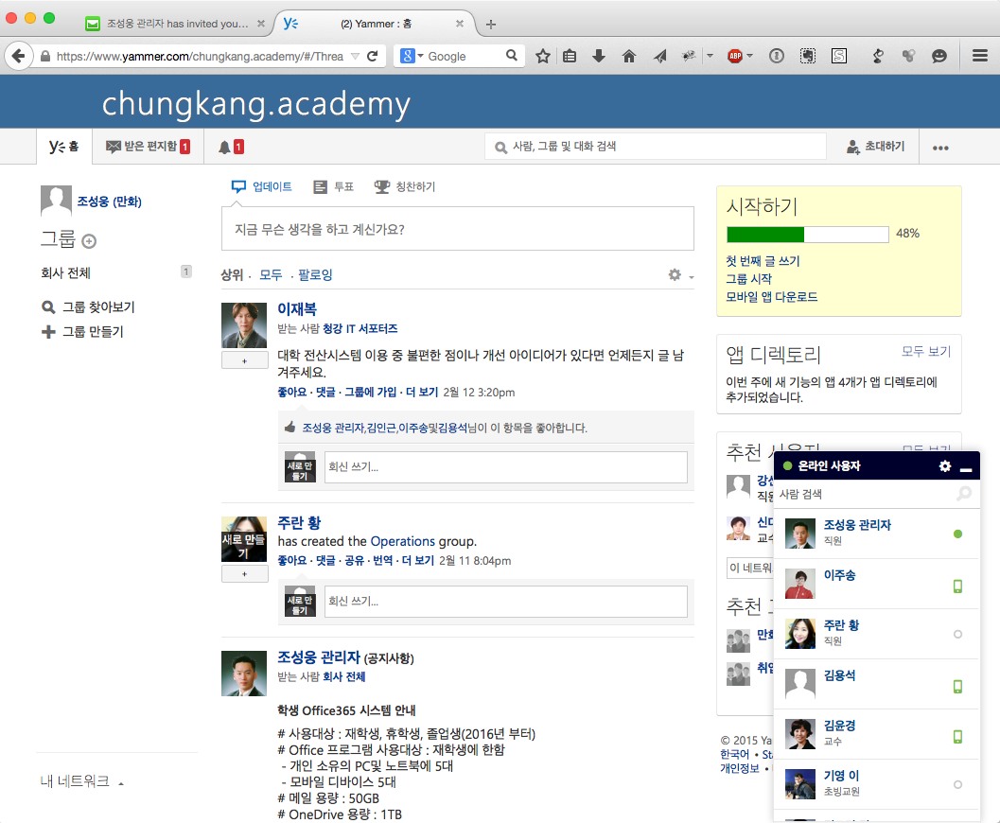 조성웅 관리자 has invited you...
(2) Yammer : 홈
https://www.yammer.com/chungkang.academy/#/Threa
Google
ABP
chungkang.academy
홈
받은 편지함 1
1
사람, 그룹 및 대화 검색
초대하기
조성웅 (만화)
그룹
회사 전체 1
그룹 찾아보기
그룹 만들기
내 네트워크
업데이트 투표 칭찬하기
지금 무슨 생각을 하고 계신가요?
상위 · 모두 · 팔로잉
이재복
받는 사람 청강 IT 서포터즈
대학 전산시스템 이용 중 불편한 점이나 개선 아이디어가 있다면 언제든지 글 남
겨주세요.
좋아요 · 댓글 · 그룹에 가입 · 더 보기 2월 12 3:20pm
조성웅 관리자,김인근,이주송및김용석님이 이 항목을 좋아합니다.
새로 만
들기
회신 쓰기...
주란 황
새로 만들
기
has created the Operations group.
좋아요 · 댓글 · 공유 · 번역 · 더 보기 2월 11 8:04pm
새로 만
들기
회신 쓰기...
조성웅 관리자 (공지사항)
받는 사람 회사 전체
학생 Office365 시스템 안내
# 사용대상 : 재학생, 휴학생, 졸업생(2016년 부터)
# Office 프로그램 사용대상 : 재학생에 한함
- 개인 소유의 PC및 노트북에 5대
- 모바일 디바이스 5대
# 메일 용량 : 50GB
# OneDrive 용량 : 1TB
시작하기
48%
첫 번째 글 쓰기
그룹 시작
모바일 앱 다운로드
앱 디렉토리 모두 보기
이번 주에 새 기능의 앱 4개가 앱 디렉토리에
추가되었습니다.
추천 사용자 모두 보기
강신
직원
신디
교수
이 네트워
추천 그
만화
취업
© 2015 Ya
한국어 • Sta
개인정보 •
온라인 사용자
사람 검색
조성웅 관리자
직원
이주송
주란 황
직원
김용석
김윤경
교수
기영 이
초빙교원